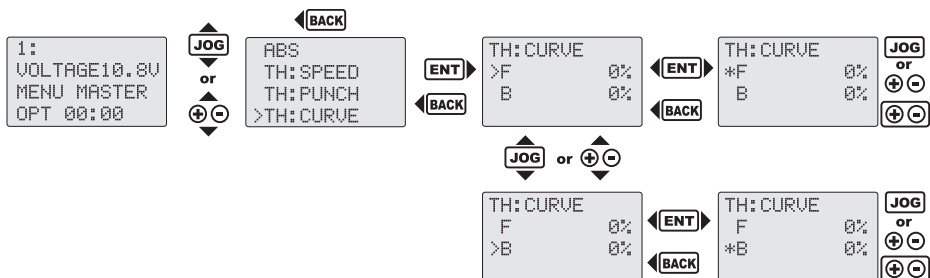 BACK
1:
VOLTAGE10.8V
MENU MASTER
OPT 00:00
JOG
or
ABS
TH:SPEED
TH:PUNCH
>TH:CURVE
ENT
BACK
TH:CURVE
>F 0%
B 0%
ENT
BACK
TH:CURVE
*F 0%
B 0%
JOG
or
JOG or
TH:CURVE
F 0%
>B 0%
ENT
BACK
TH:CURVE
F 0%
*B 0%
JOG
or